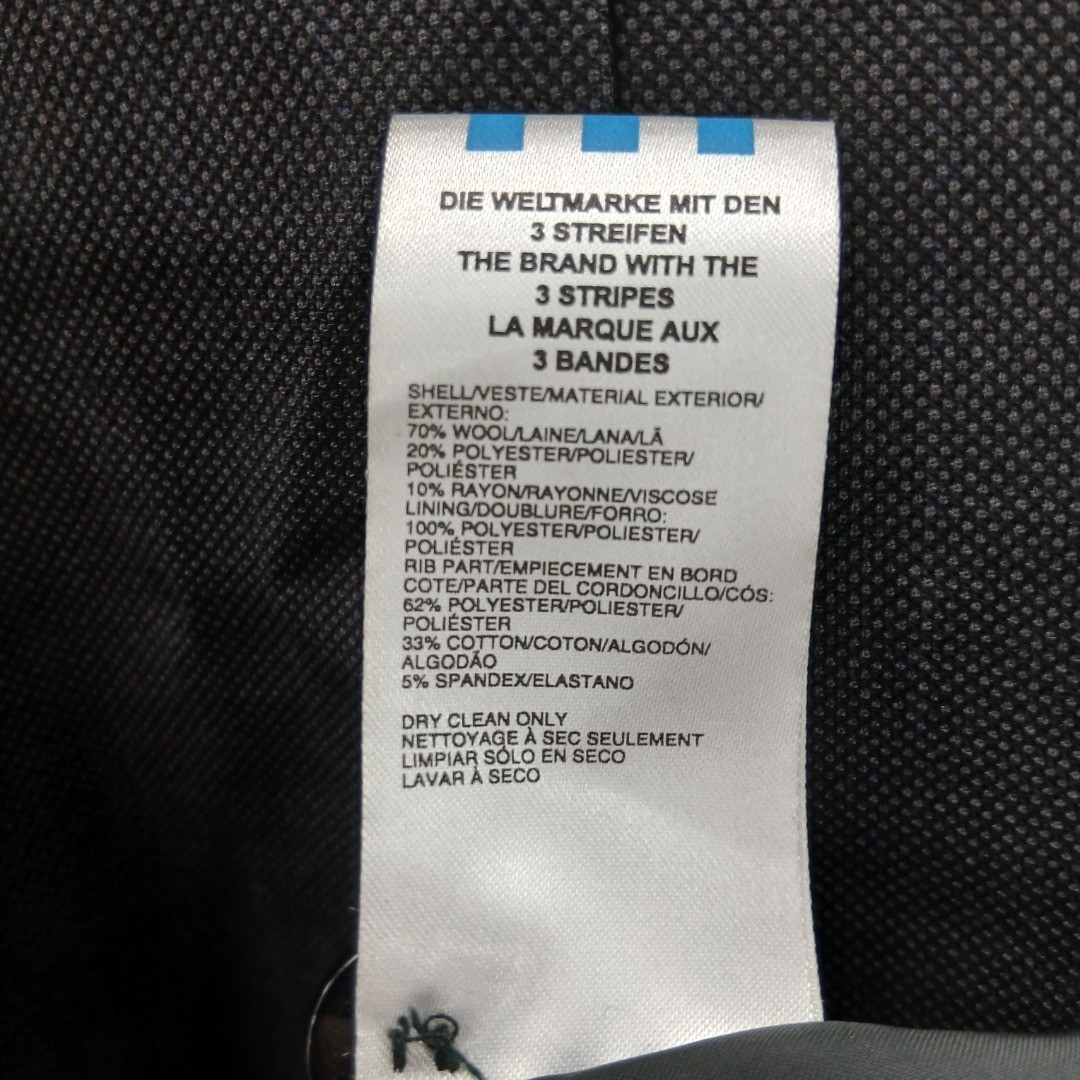 DIE WELTMARKE MIT DEN
3 STREIFEN
THE BRAND WITH THE
3 STRIPES
LA MARQUE AUX
3 BANDES
SHELL/VESTE/MATERIAL EXTERIOR/
EXTERNO:
70% WOOL/LAINE/LANA/LÃ
20% POLYESTER/POLIESTER/
POLIÉSTER
10% RAYON/RAYONNE/VISCOSE
LINING/DOUBLURE/FORRO:
100% POLYESTER/POLIESTER/
POLIÉSTER
RIB PART/EMPIECEMENT EN BORD
COTE/PARTE DEL CORDONCILLO/CÓS:
62% POLYESTER/POLIESTER/
POLIÉSTER
33% COTTON/COTON/ALGODÓN/
ALGODÃO
5% SPANDEX/ELASTANO
DRY CLEAN ONLY
NETTOYAGE À SEC SEULEMENT
LIMPIAR SÓLO EN SECO
LAVAR À SECO